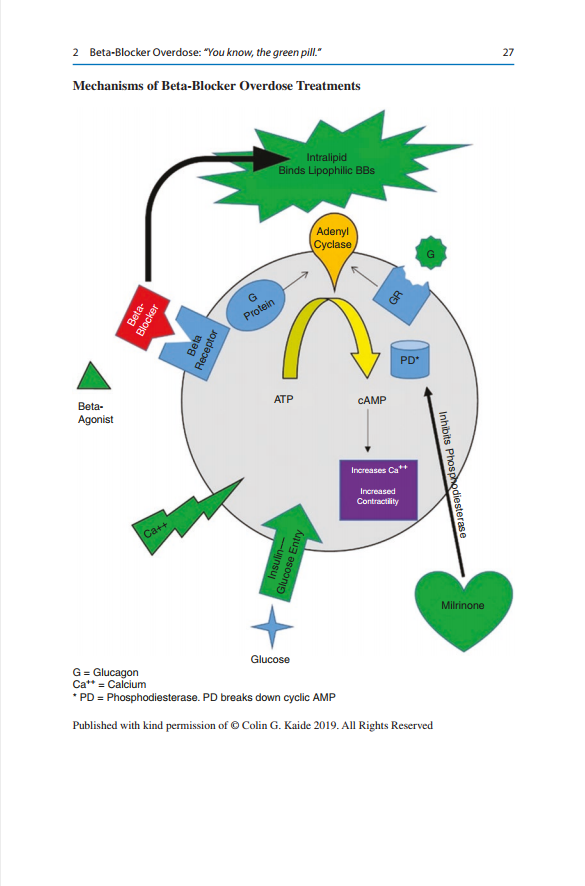 2 Beta-Blocker Overdose: “You know, the green pill.” 27
Mechanisms of Beta-Blocker Overdose Treatments
Intralipid
Binds Lipophilic BBs
Adenyl
Cyclase
G
G
Protein
GR
Beta-
Blocker
Beta
Receptor
PD*
Beta-
Agonist
ATP
cAMP
Inhibits Phosphodiesterase
Increases Ca++
Increased
Contractility
Ca++
Insulin—
Glucose Entry
Milrinone
Glucose
G = Glucagon
Ca++ = Calcium
* PD = Phosphodiesterase. PD breaks down cyclic AMP
Published with kind permission of © Colin G. Kaide 2019. All Rights Reserved